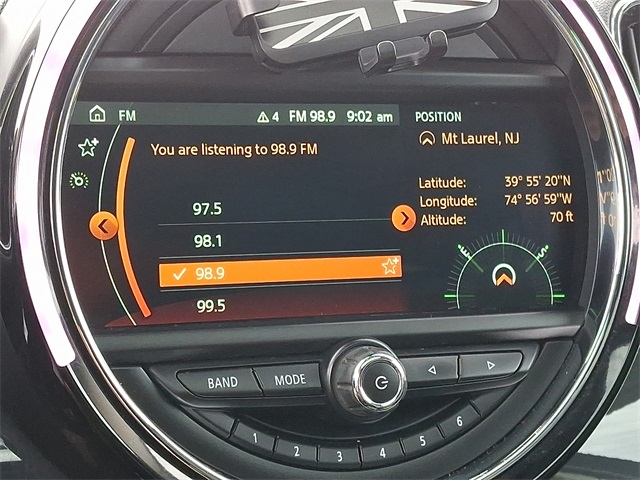 FM
4 FM 98.9 9:02 am
POSITION
You are listening to 98.9 FM
Mt Laurel, NJ
97.5
98.1
98.9
99.5
Latitude: 39° 55' 20"N
Longitude: 74° 56' 59"W
Altitude: 70 ft
E
S
BAND
MODE
1
2
3
4
5
6